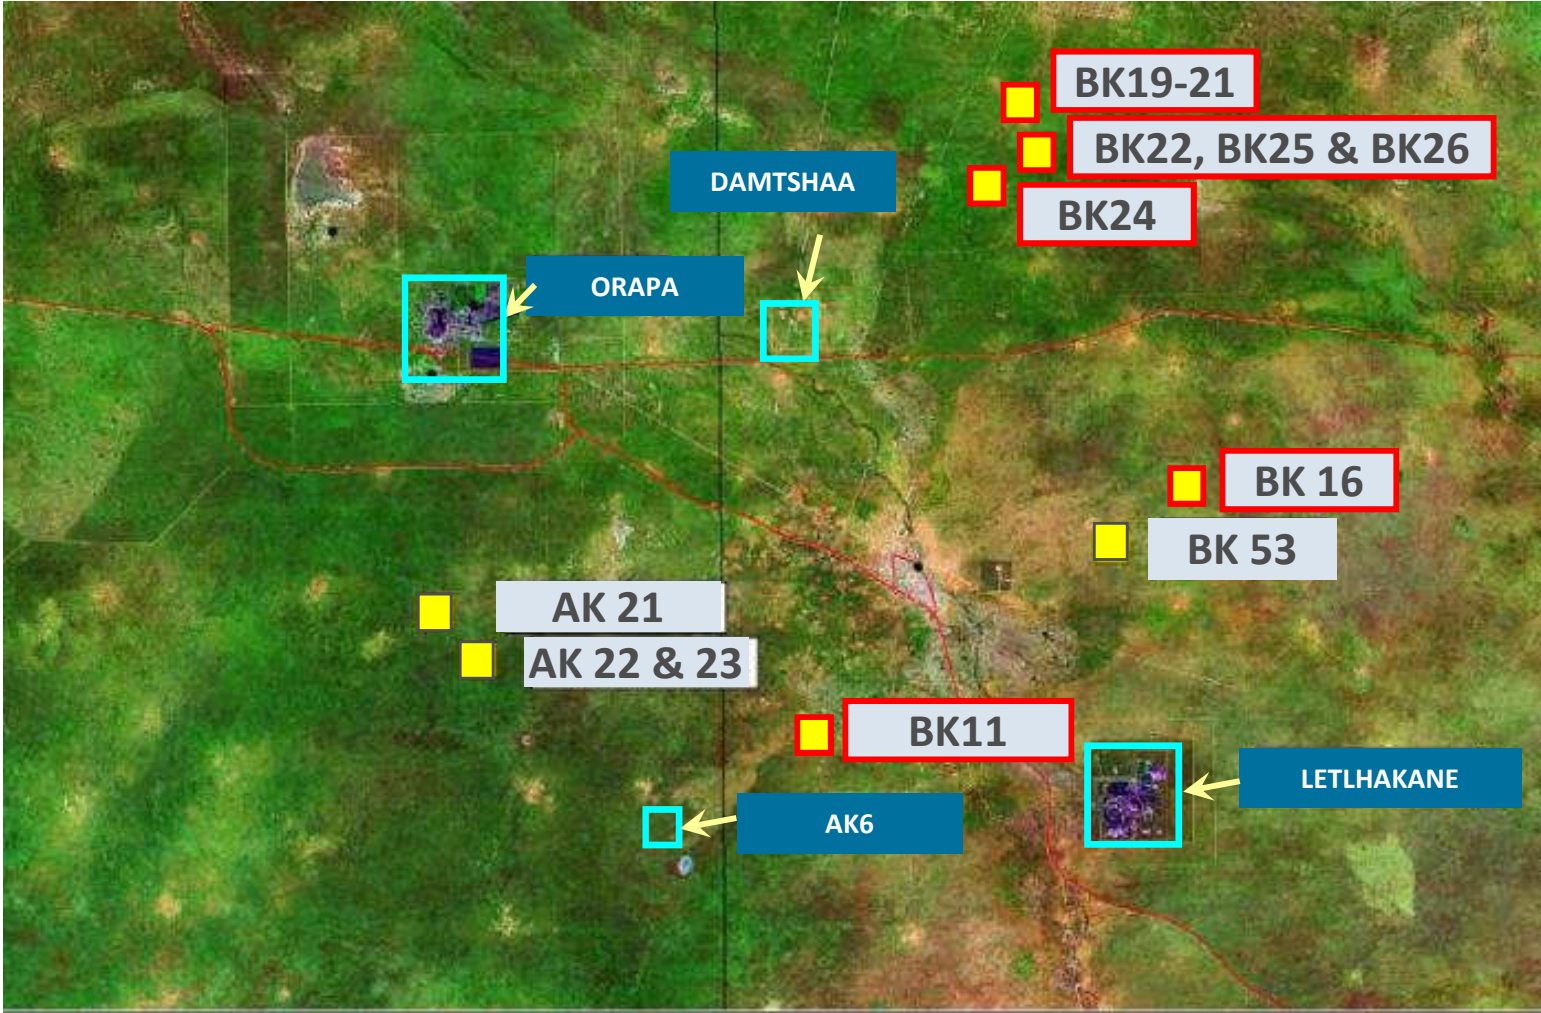 BK19-21
BK22, BK25 & BK26
DAMTSHAA
BK24
ORAPA
BK 16
BK 53
AK 21
AK 22 & 23
BK11
LETLHAKANE
AK6